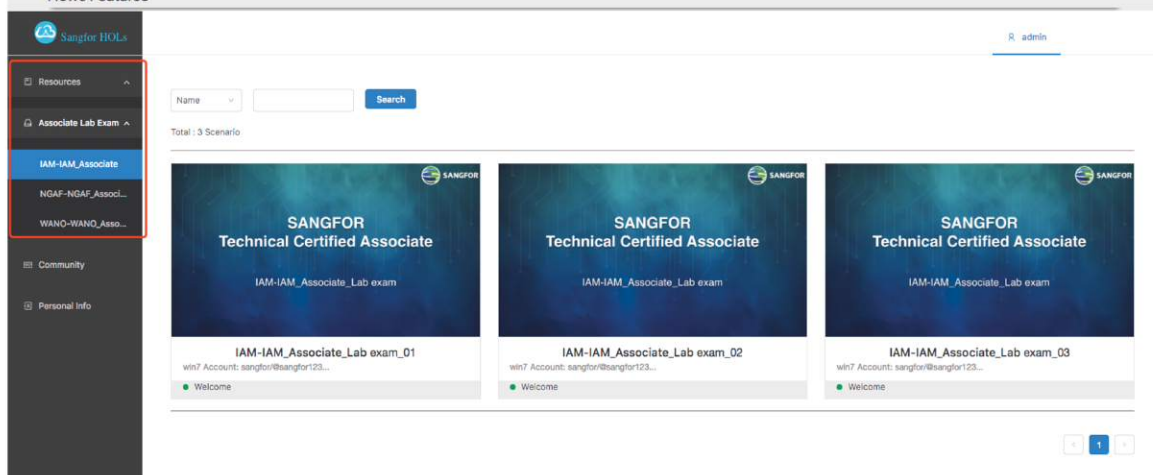 Sangfor HOLs
admin
Resources
Associate Lab Exam
IAM-IAM_Associate
NGAF-NGAF_Associ...
WANO-WANO_Asso...
Community
Personal Info
Name
Search
Total : 3 Scenario
SANGFOR
SANGFOR
Technical Certified Associate
IAM-IAM_Associate_Lab exam
IAM-IAM_Associate_Lab exam_01
win7 Account: sangfor/@sangfor123...
Welcome
SANGFOR
SANGFOR
Technical Certified Associate
IAM-IAM_Associate_Lab exam
IAM-IAM_Associate_Lab exam_02
win7 Account: sangfor/@sangfor123...
Welcome
SANGFOR
SANGFOR
Technical Certified Associate
IAM-IAM_Associate_Lab exam
IAM-IAM_Associate_Lab exam_03
win7 Account: sangfor/@sangfor123...
Welcome
1